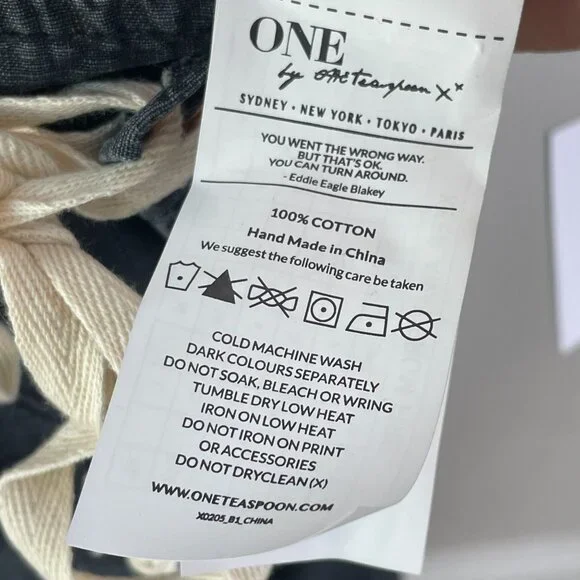 ONE
by One Teaspoon XX
SYDNEY • NEW YORK • TOKYO • PARIS
YOU WENT THE WRONG WAY.
BUT THAT'S OK.
YOU CAN TURN AROUND.
- Eddie Eagle Blakey
100% COTTON
Hand Made in China
We suggest the following care be taken
COLD MACHINE WASH
DARK COLOURS SEPARATELY
DO NOT SOAK, BLEACH OR WRING
TUMBLE DRY LOW HEAT
IRON ON LOW HEAT
DO NOT IRON ON PRINT
OR ACCESSORIES
DO NOT DRYCLEAN (X)
WWW.ONETEASPOON.COM
X0205_B1_CHINA